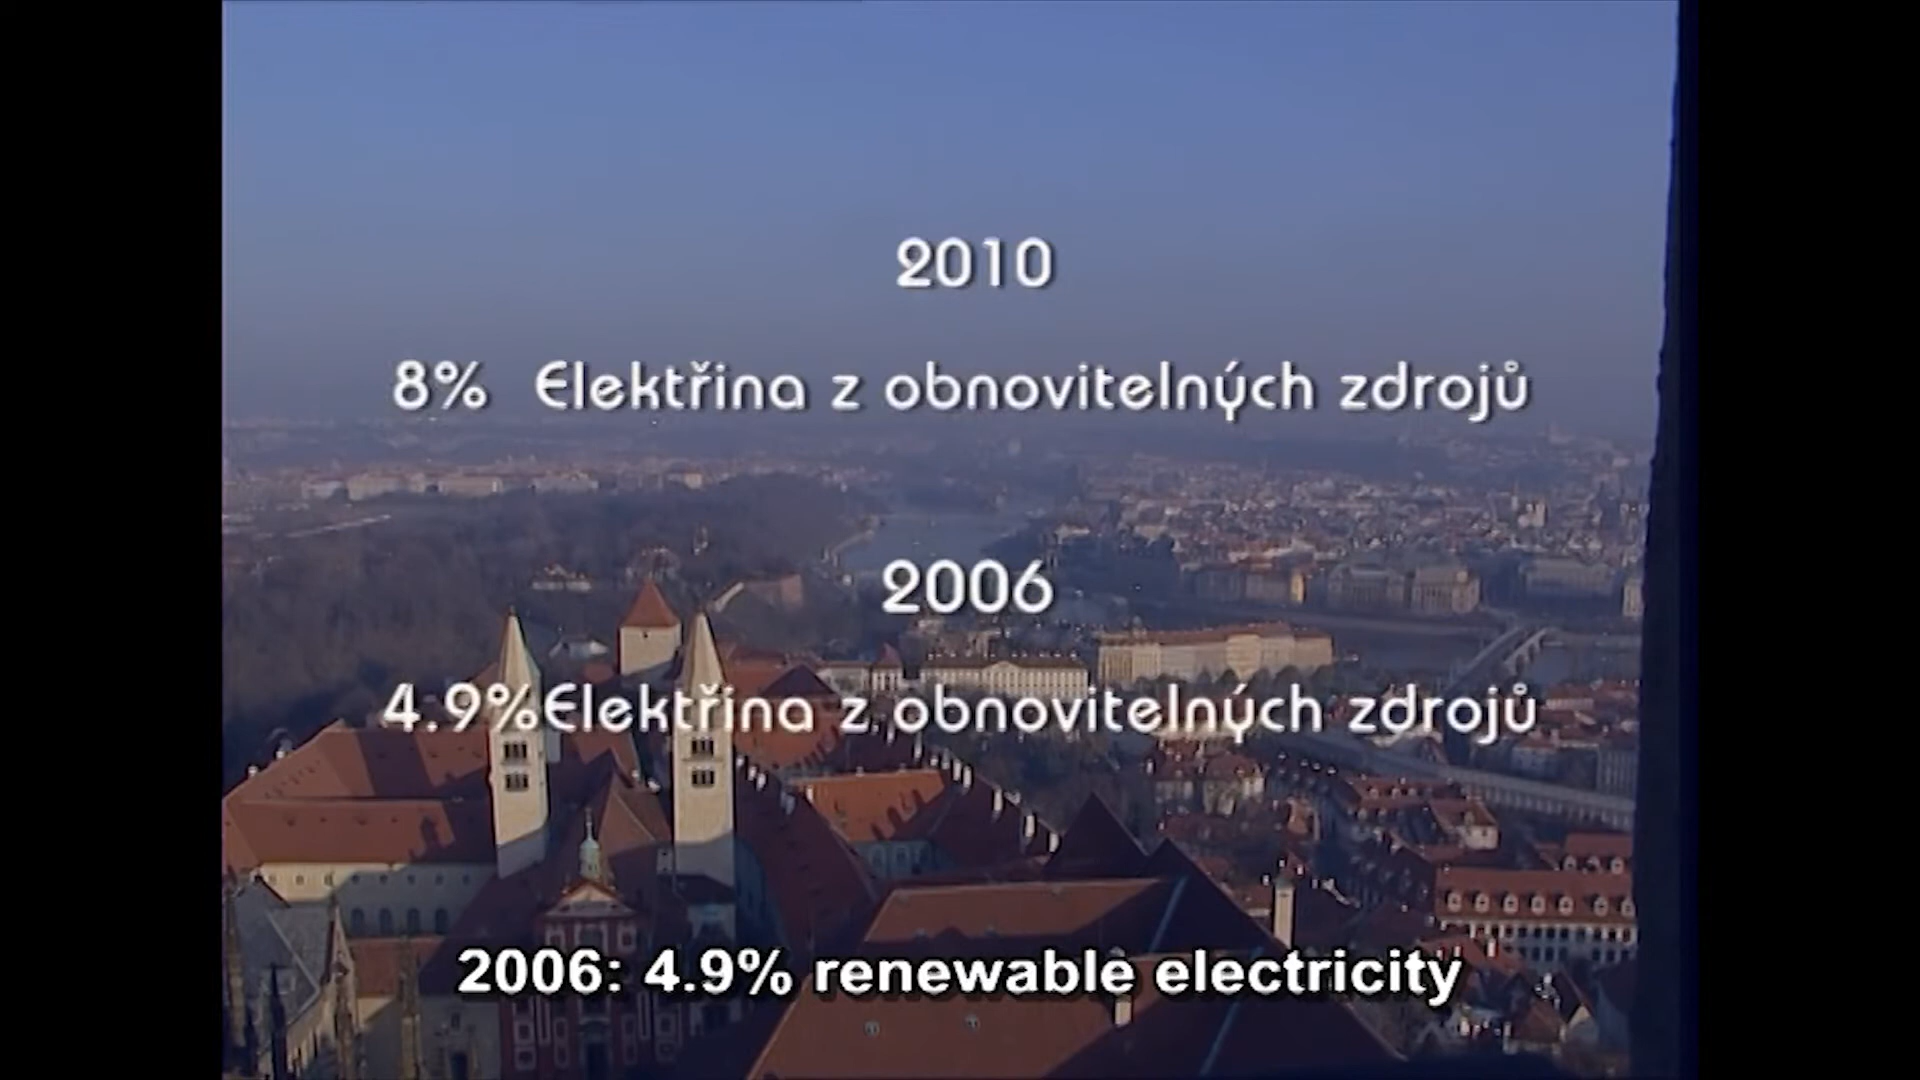 2010
8% Elektřina z obnovitelných zdrojů
2006
4.9%Elektřina z obnovitelných zdrojů
2006: 4.9% renewable electricity